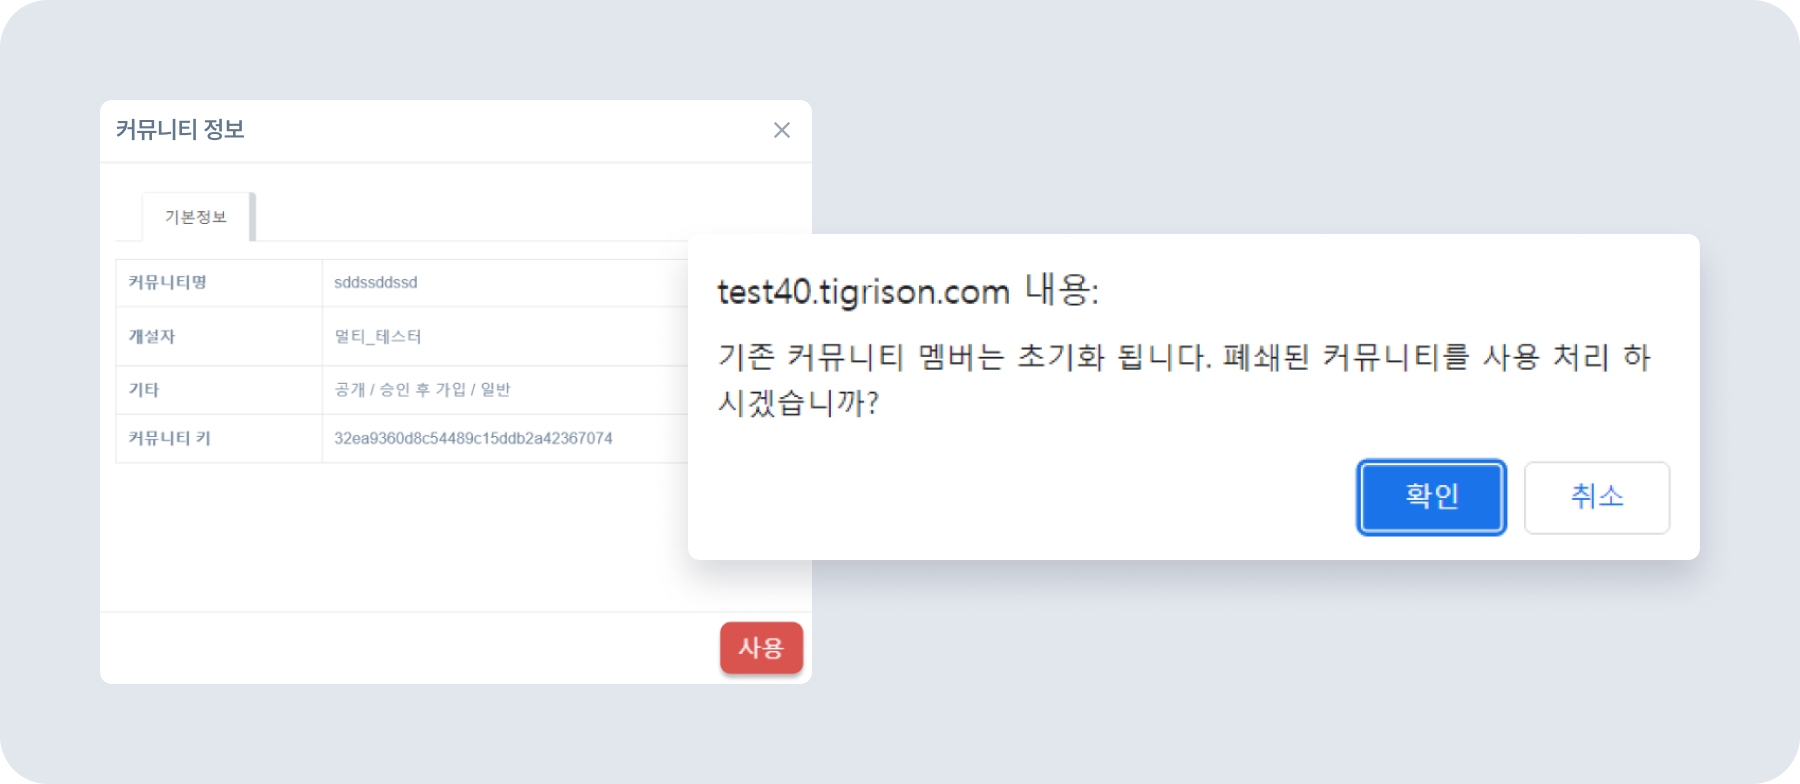 커뮤니티 정보
기본정보
커뮤니티명 sddssddssd
개설자 멀티_테스터
기타 공개 / 승인 후 가입 / 일반
커뮤니티 키 32ea9360d8c54489c15ddb2a42367074
사용
test40.tigrison.com 내용:
기존 커뮤니티 멤버는 초기화 됩니다. 폐쇄된 커뮤니티를 사용 처리 하
시겠습니까?
확인 취소